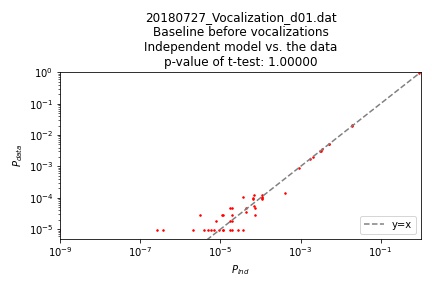 20180727_Vocalization_d01.dat
Baseline before vocalizations
Independent model vs. the data
p-value of t-test: 1.00000
P_data
10^0
10^-1
10^-2
10^-3
10^-4
10^-5
y=x
10^-9 10^-7 10^-5 10^-3 10^-1
P_ind